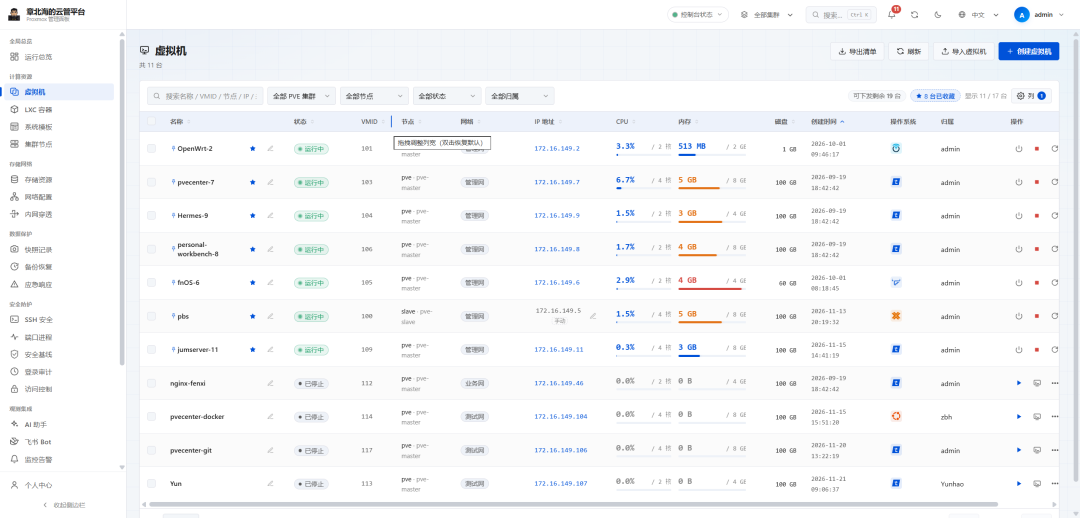 章北海的云管平台
Proxmox 管理面板
控制台状态
全部集群
搜索... Ctrl K
11
中文
A admin
全局总览
运行总览
计算资源
虚拟机
LXC 容器
系统模板
集群节点
存储网络
存储资源
网络配置
内网穿透
数据保护
快照记录
备份恢复
应急响应
安全防护
SSH 安全
端口进程
安全基线
登录审计
访问控制
观测集成
AI 助手
飞书 Bot
监控告警
个人中心
收起侧边栏
虚拟机
共 11 台
导出清单
刷新
导入虚拟机
+ 创建虚拟机
搜索名称 / VMID / 节点 / IP /
全部 PVE 集群
全部节点
全部状态
全部归属
可下发剩余 19 台
★ 8 台已收藏
显示 11 / 17 台
列 1
名称 状态 VMID 节点 网络 IP 地址 CPU 内存 磁盘 创建时间 操作系统 归属 操作
拖拽调整列宽（双击恢复默认）
OpenWrt-2 运行中 101 master 172.16.149.2 3.3% / 2 核 513 MB / 2 GB 1 GB 2026-10-01 09:46:17 admin
pvecenter-7 运行中 103 pve · pve-master 管理网 172.16.149.7 6.7% / 4 核 5 GB / 8 GB 100 GB 2026-09-19 18:42:42 admin
Hermes-9 运行中 104 pve · pve-master 管理网 172.16.149.9 1.5% / 2 核 3 GB / 4 GB 100 GB 2026-09-19 18:42:42 admin
personal-workbench-8 运行中 106 pve · pve-master 管理网 172.16.149.8 1.7% / 2 核 4 GB / 8 GB 100 GB 2026-09-19 18:42:42 admin
fnOS-6 运行中 105 pve · pve-master 管理网 172.16.149.6 2.9% / 2 核 4 GB / 4 GB 60 GB 2026-10-01 08:18:45 admin
pbs 运行中 100 slave · pve-slave 管理网 172.16.149.5 手动 1.5% / 4 核 5 GB / 8 GB 100 GB 2026-11-13 20:19:32 admin
jumserver-11 运行中 109 pve · pve-master 管理网 172.16.149.11 0.3% / 4 核 3 GB / 8 GB 100 GB 2026-11-15 14:41:19 admin
nginx-fenxi 已停止 112 pve · pve-master 业务网 172.16.149.46 0.0% / 2 核 0 B / 4 GB 100 GB 2026-09-19 18:42:42 admin
pvecenter-docker 已停止 114 pve · pve-master 测试网 172.16.149.104 0.0% / 4 核 0 B / 8 GB 100 GB 2026-11-15 15:51:20 zbh
pvecenter-git 已停止 117 pve · pve-master 测试网 172.16.149.106 0.0% / 4 核 0 B / 8 GB 100 GB 2026-11-20 13:22:19 admin
Yun 已停止 113 pve · pve-master 测试网 172.16.149.107 0.0% / 2 核 0 B / 4 GB 100 GB 2026-11-21 09:06:37 Yunhao